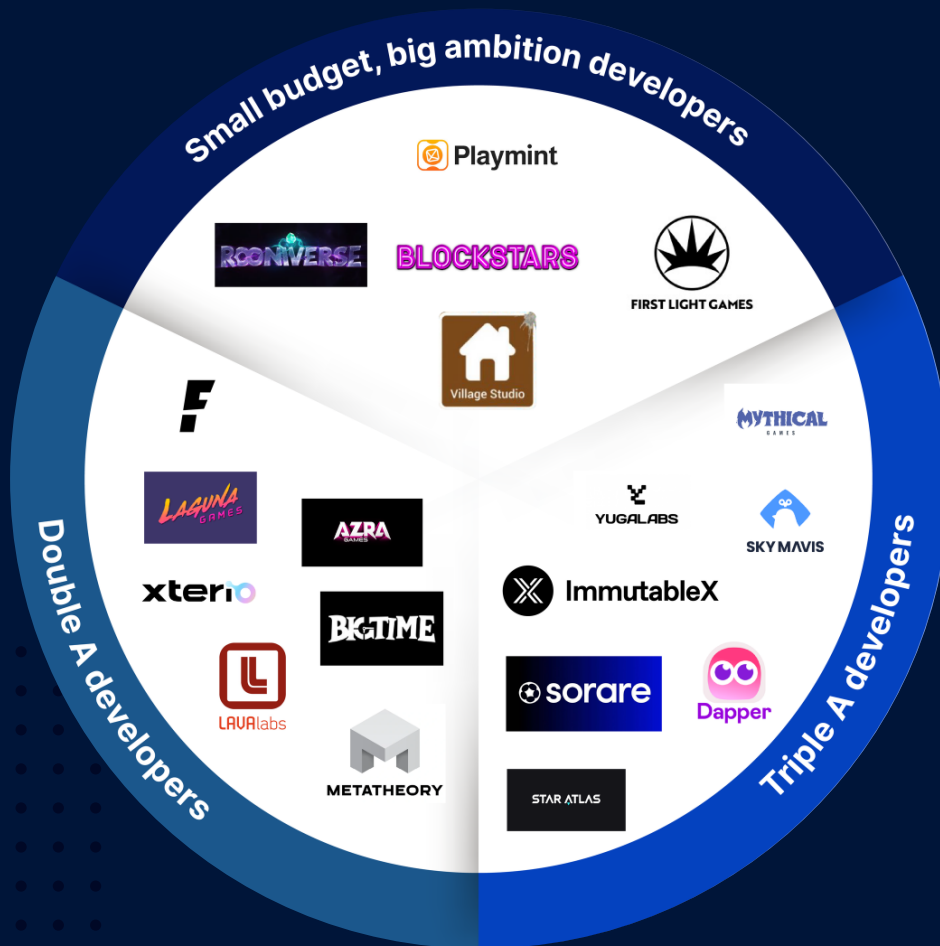 Small budget, big ambition developers
Playmint
ROONIVERSE
BLOCKSTARS
FIRST LIGHT GAMES
Village Studio
F
MYTHICAL
GAMES
LAGUNA
GAMES
AZRA
GAMES
YUGALABS
SKY MAVIS
xterio
ImmutableX
BIGTIME
LL
LAVAlabs
sorare
Dapper
METATHEORY
STAR ATLAS
Double A developers
Triple A developers